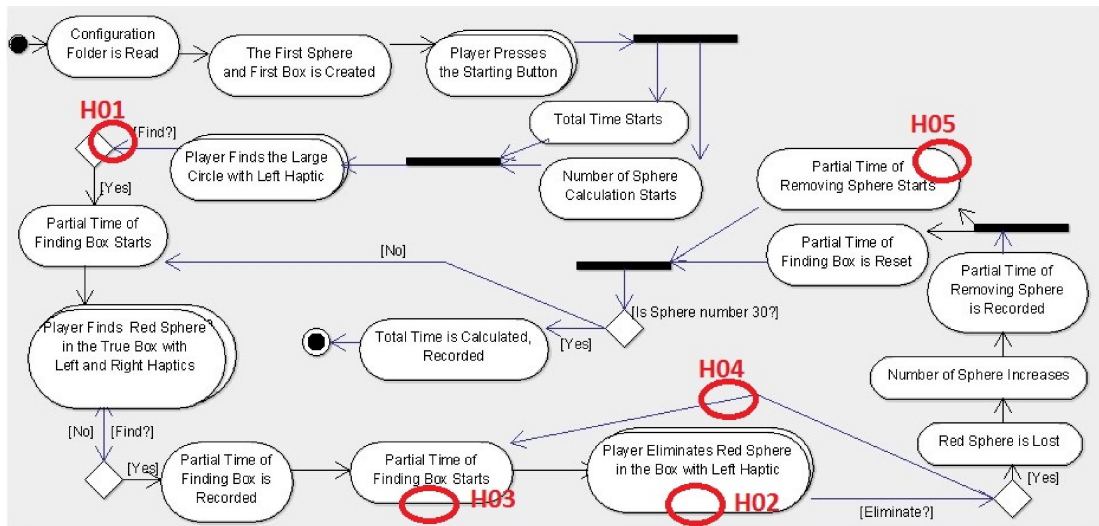 Configuration
Folder is Read
The First Sphere
and First Box is Created
Player Presses
the Starting Button
H01
[Find?]
Player Finds the Large
Circle with Left Haptic
Total Time Starts
Number of Sphere
Calculation Starts
H05
Partial Time of
Removing Sphere Starts
[Yes]
Partial Time of
Finding Box Starts
[No]
Partial Time of
Finding Box is Reset
Partial Time of
Removing Sphere
is Recorded
[Is Sphere number 30?]
[Yes]
Total Time is Calculated,
Recorded
Player Finds Red Sphere
in the True Box with
Left and Right Haptics
Number of Sphere Increases
H04
Red Sphere is Lost
[No]
[Find?]
[Yes]
Partial Time of
Finding Box is
Recorded
Partial Time of
Finding Box Starts
H03
Player Eliminates Red Sphere
in the Box with Left Haptic
H02
[Eliminate?]
[Yes]